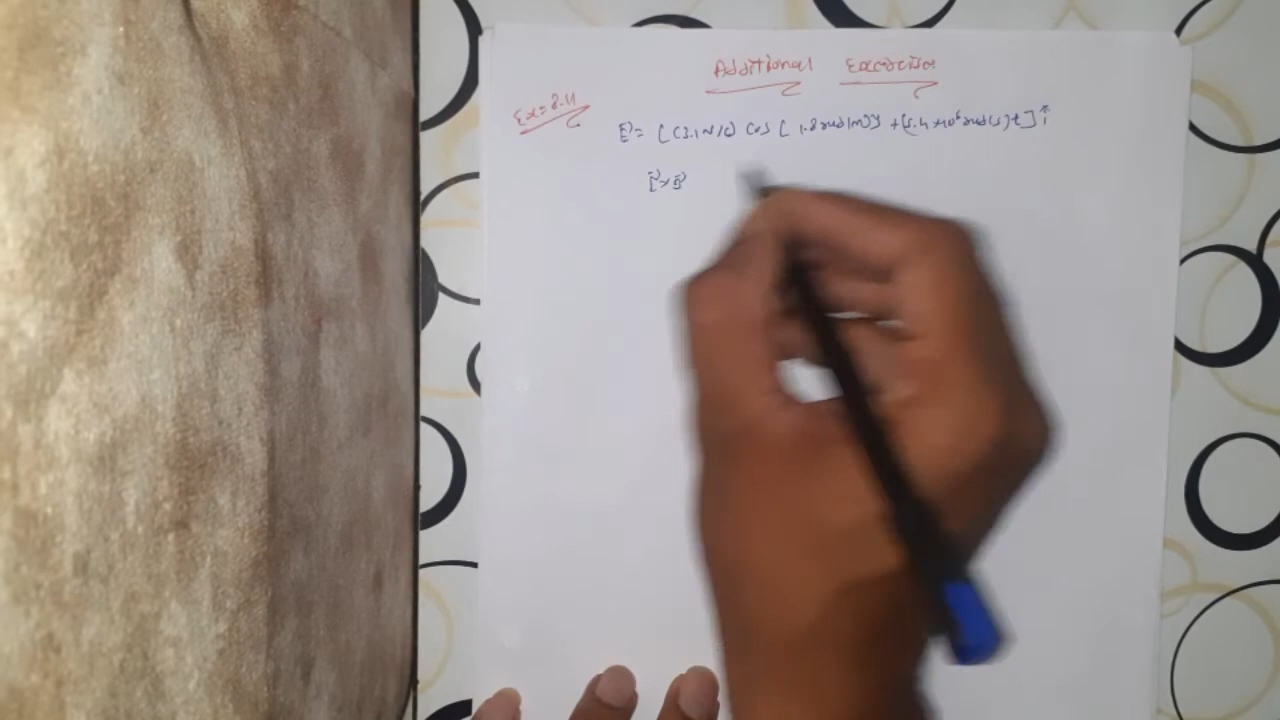 Additional Exercise
Ex = 8.11
E⃗ = [(3.1 N/C) cos [1.8 rad/m)y + (5.4×10⁶ rad/s)t] î
E⃗×B⃗